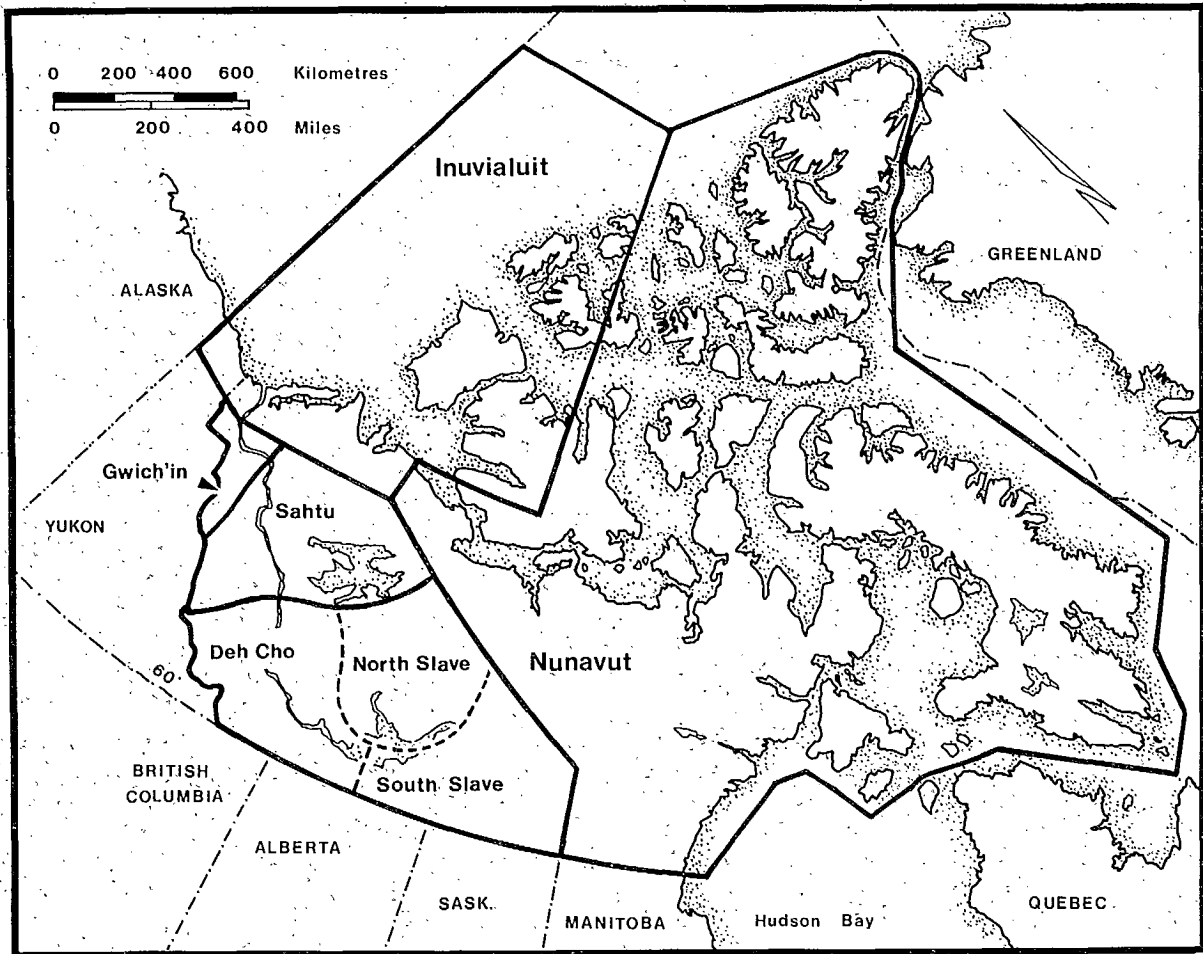 0 200 400 600 Kilometres
0 200 400 Miles
Inuvialuit
GREENLAND
ALASKA
Gwich'in
Sahtu
YUKON
Deh Cho
North Slave
Nunavut
60°
South Slave
BRITISH
COLUMBIA
ALBERTA
SASK.
MANITOBA
Hudson Bay
QUEBEC